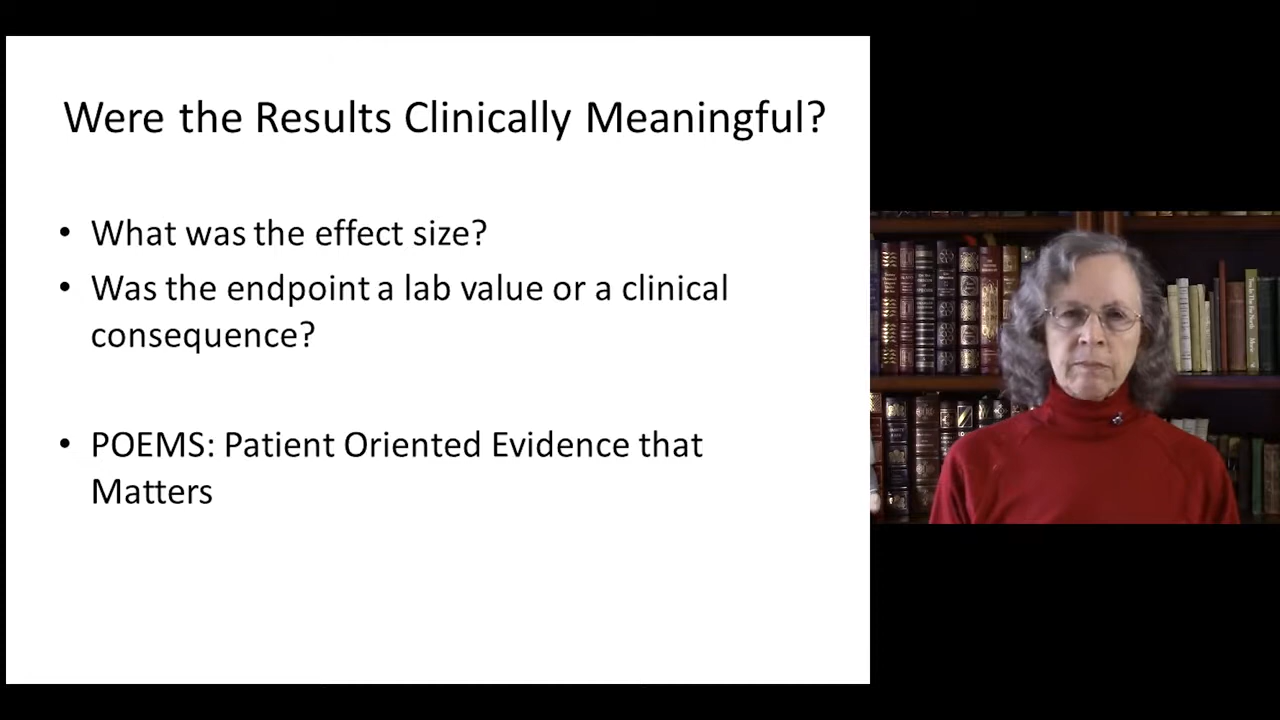 Were the Results Clinically Meaningful?
• What was the effect size?
• Was the endpoint a lab value or a clinical
consequence?
• POEMS: Patient Oriented Evidence that
Matters